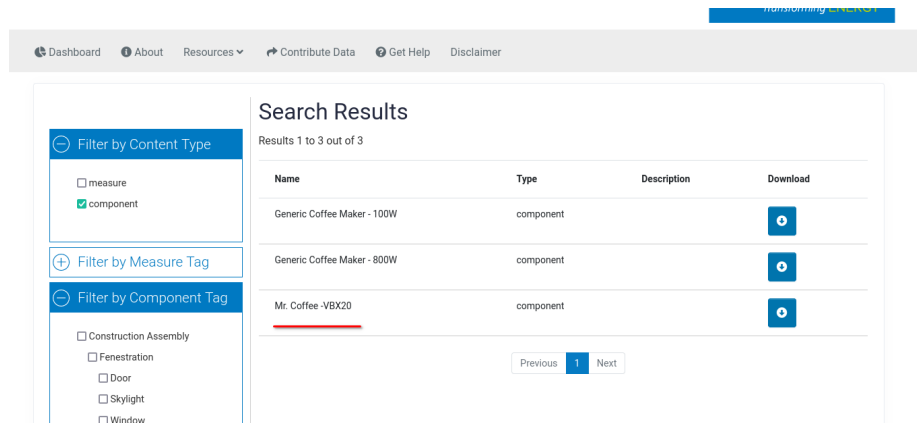 Transforming ENERGY
Dashboard About Resources Contribute Data Get Help Disclaimer
Search Results
Results 1 to 3 out of 3
Filter by Content Type
measure
component
Filter by Measure Tag
Filter by Component Tag
Construction Assembly
Fenestration
Door
Skylight
Window
Name Type Description Download
Generic Coffee Maker - 100W component
Generic Coffee Maker - 800W component
Mr. Coffee -VBX20 component
Previous 1 Next